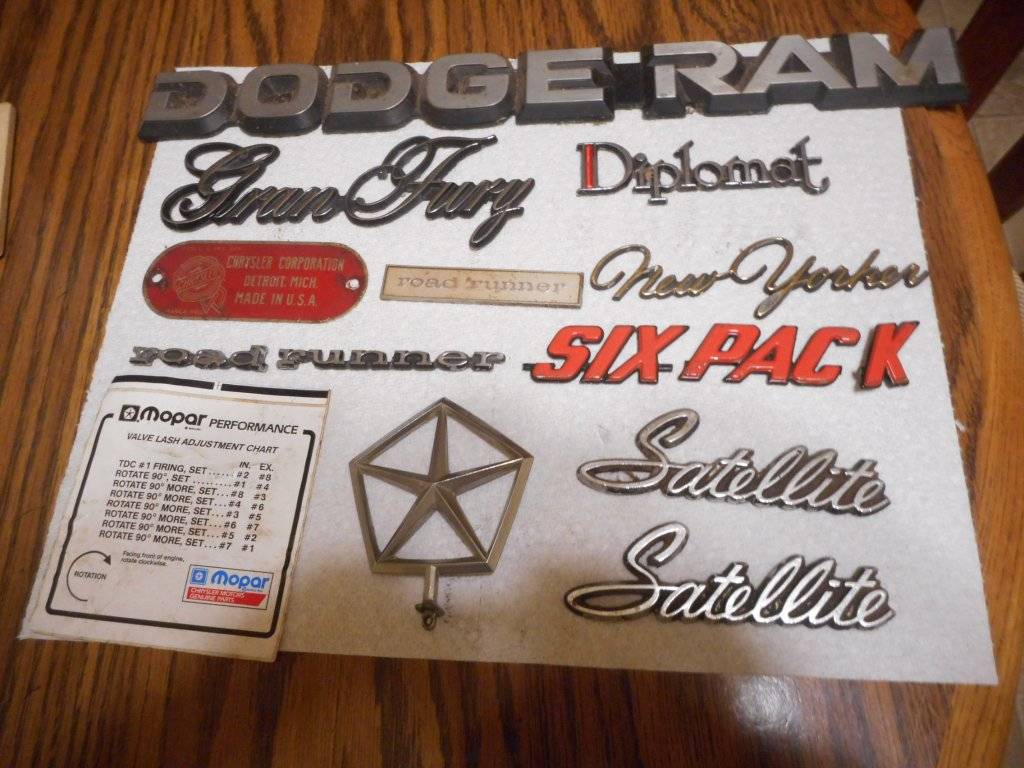 DODGE RAM
Gran Fury
Diplomat
CHRYSLER CORPORATION
DETROIT, MICH.
MADE IN U.S.A.
road runner
New Yorker
road runner
SIX PACK
Mopar PERFORMANCE
VALVE LASH ADJUSTMENT CHART
IN. EX.
TDC #1 FIRING, SET......#2 #8
ROTATE 90°, SET..........#1 #4
ROTATE 90° MORE, SET...#8 #3
ROTATE 90° MORE, SET...#4 #6
ROTATE 90° MORE, SET...#3 #5
ROTATE 90° MORE, SET...#6 #7
ROTATE 90° MORE, SET...#5 #2
ROTATE 90° MORE, SET...#7 #1
Facing front of engine,
rotate clockwise.
ROTATION
Mopar
CHRYSLER MOTORS
GENUINE PARTS
Satellite
Satellite